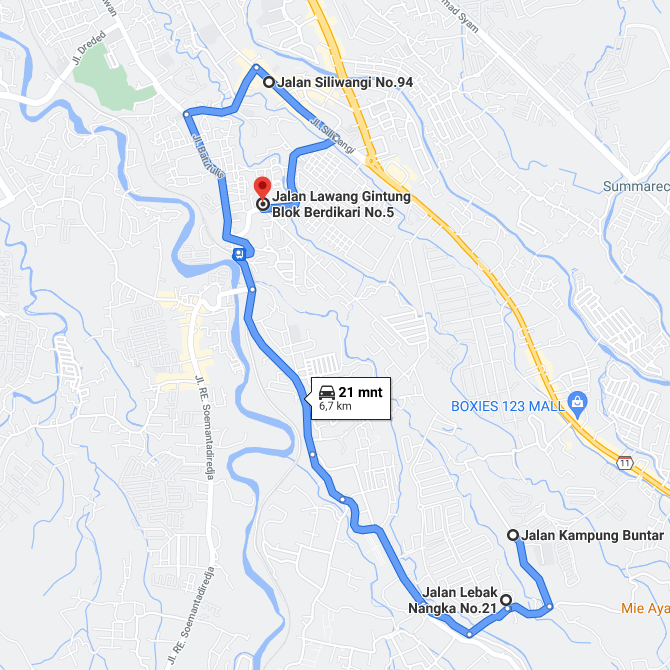 Jl. Dreded
Jalan Siliwangi No.94
Jl. Siliwangi
Jl. Batutulis
Jalan Lawang Gintung
Blok Berdikari No.5
Summarec
21 mnt
6,7 km
Jl. RE. Soemantadiredja
BOXIES 123 MALL
11
Jalan Kampung Buntar
Jalan Lebak
Nangka No.21
Mie Aya
Jl. RE. Soemantadiredja